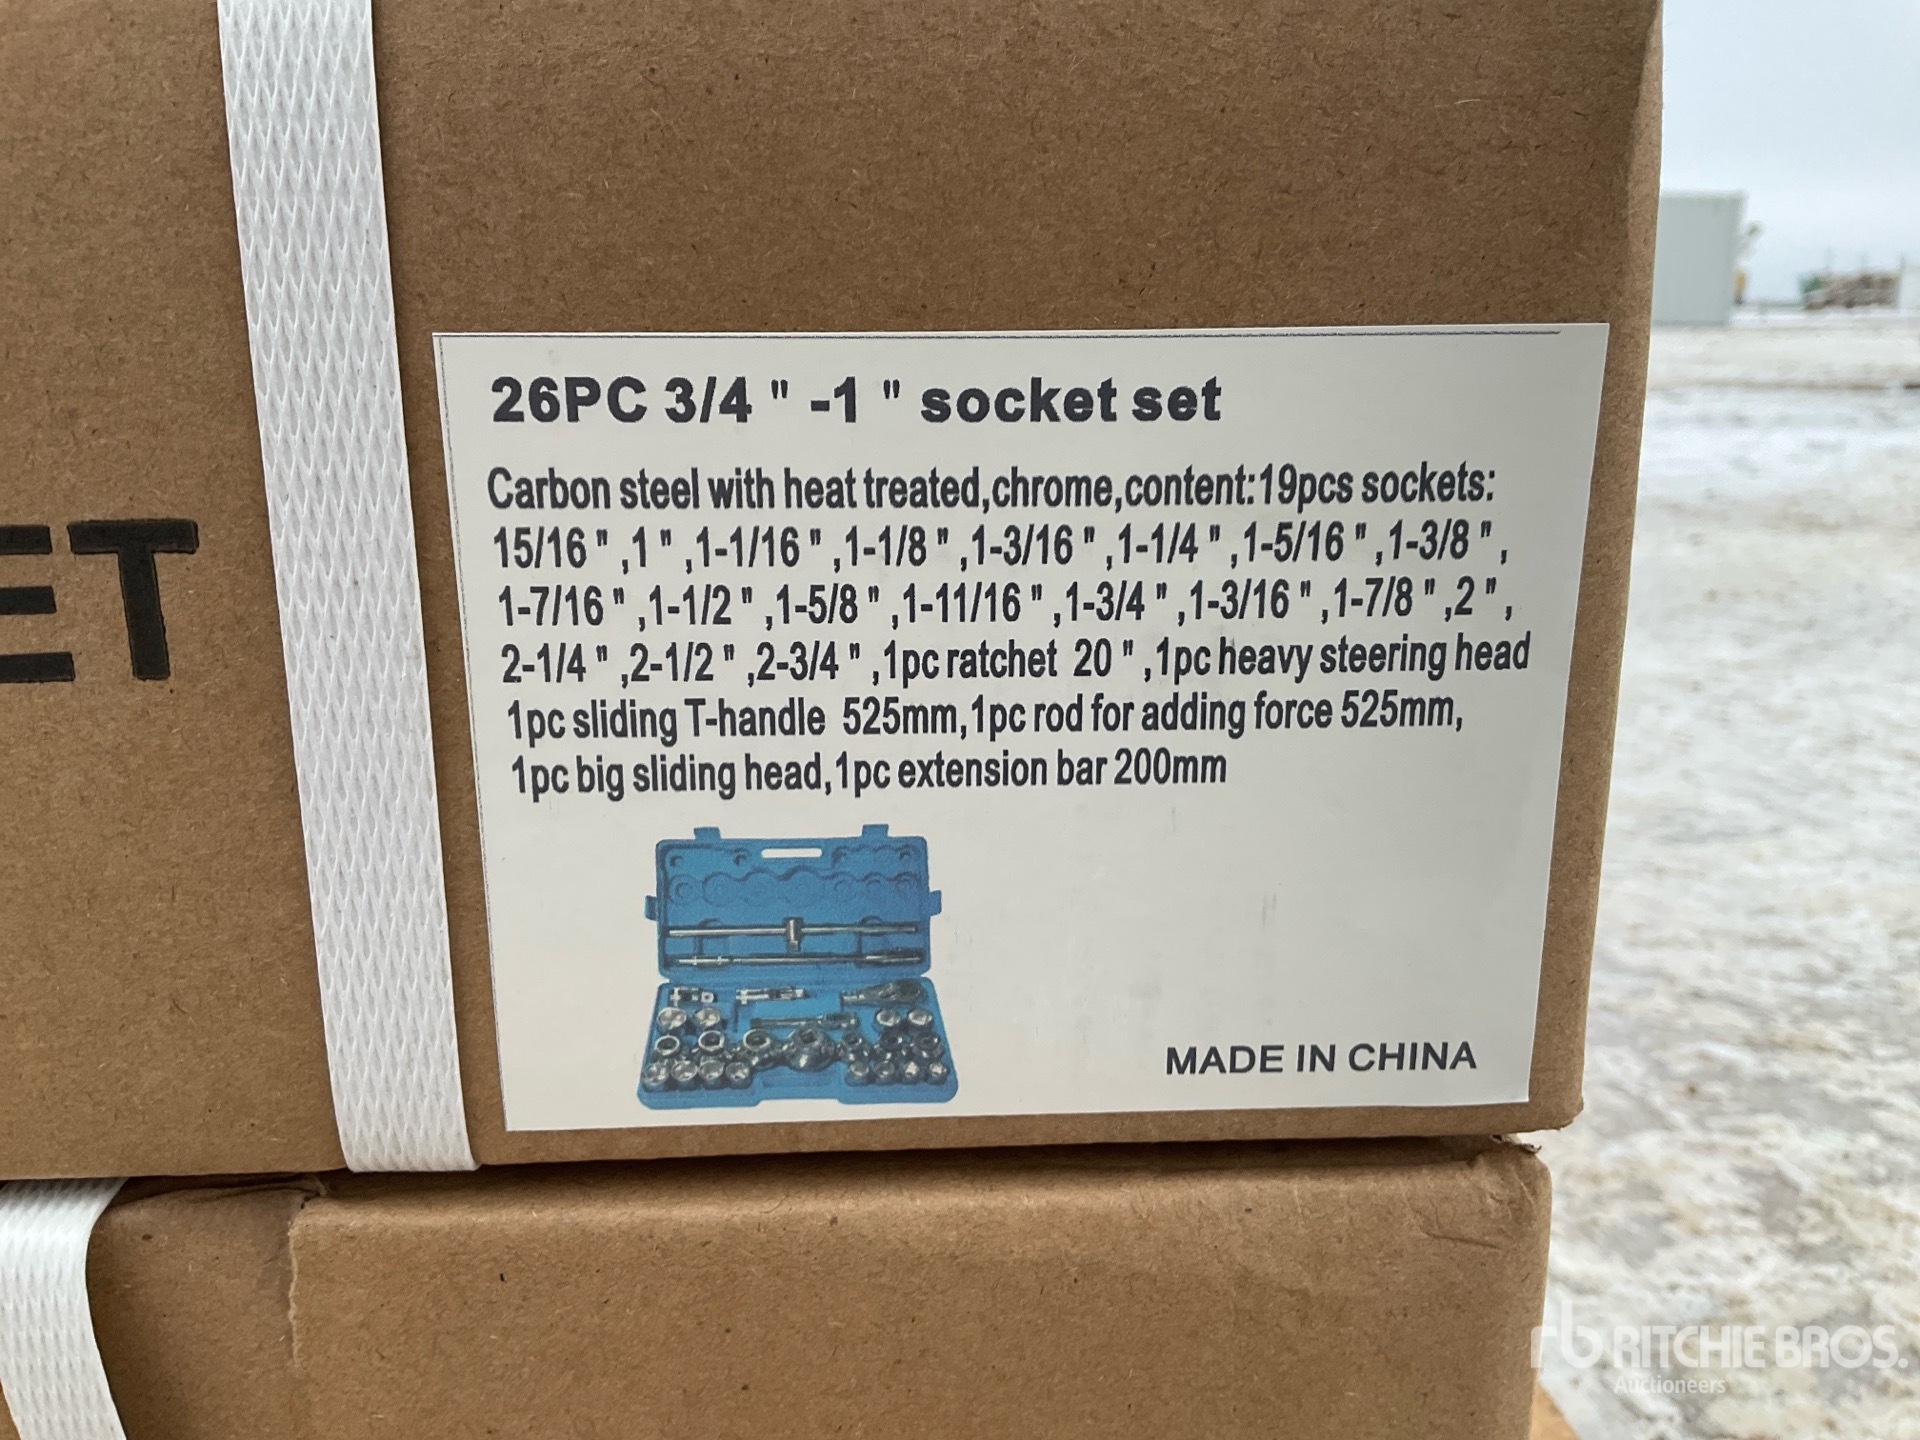 ET
26PC 3/4 " -1 " socket set
Carbon steel with heat treated,chrome,content:19pcs sockets:
15/16 " ,1 " ,1-1/16 " ,1-1/8 " ,1-3/16 " ,1-1/4 " ,1-5/16 " ,1-3/8 " ,
1-7/16 " ,1-1/2 " ,1-5/8 " ,1-11/16 " ,1-3/4 " ,1-3/16 " ,1-7/8 " ,2 " ,
2-1/4 " ,2-1/2 " ,2-3/4 " ,1pc ratchet 20 " ,1pc heavy steering head
1pc sliding T-handle 525mm,1pc rod for adding force 525mm,
1pc big sliding head,1pc extension bar 200mm
MADE IN CHINA
rb RITCHIE BROS.
Auctioneers